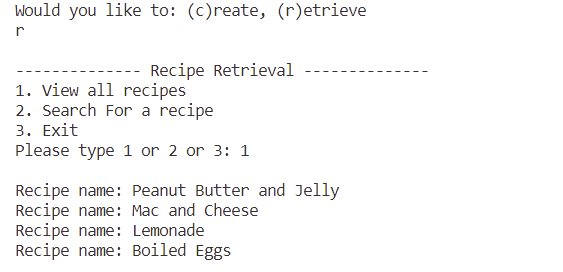 Would you like to: (c)reate, (r)etrieve
r
-------------- Recipe Retrieval --------------
1. View all recipes
2. Search For a recipe
3. Exit
Please type 1 or 2 or 3: 1
Recipe name: Peanut Butter and Jelly
Recipe name: Mac and Cheese
Recipe name: Lemonade
Recipe name: Boiled Eggs